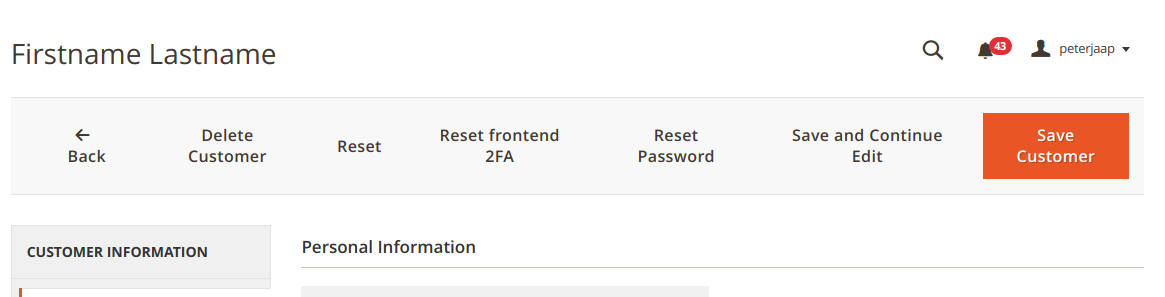 Firstname Lastname
43
peterjaap
Back
Delete
Customer
Reset
Reset frontend
2FA
Reset
Password
Save and Continue
Edit
Save
Customer
CUSTOMER INFORMATION
Personal Information